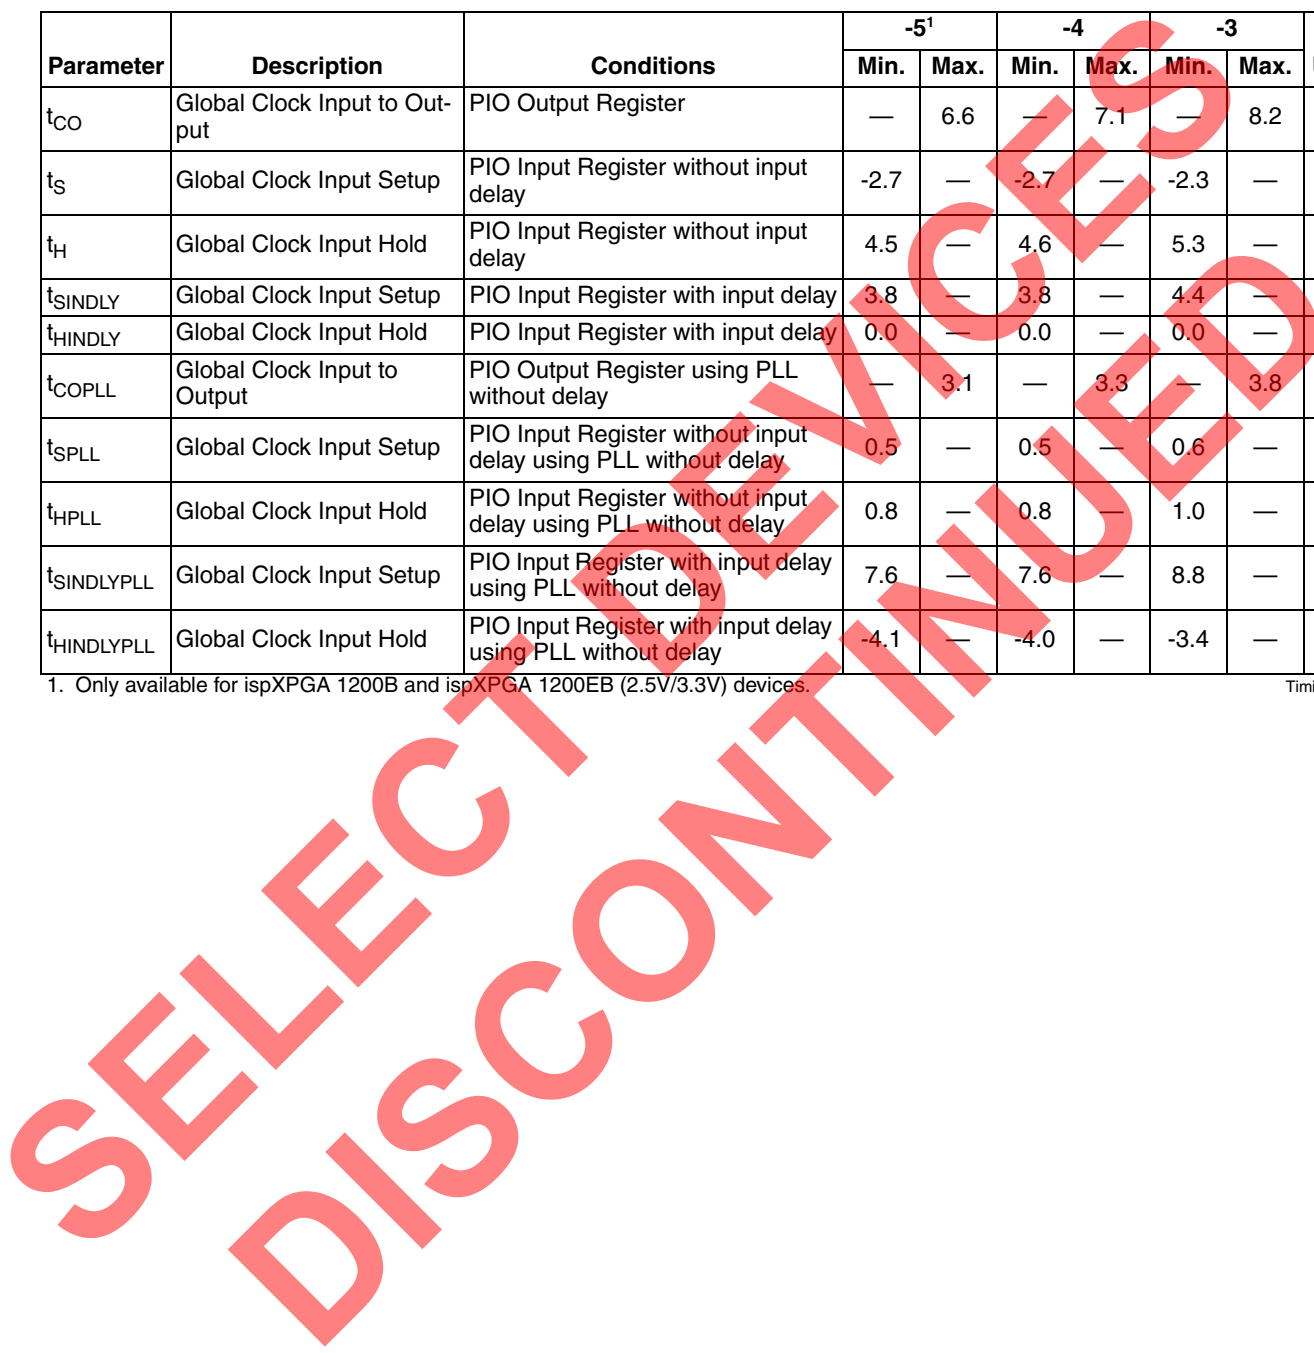 -5¹ -4 -3
Parameter Description Conditions Min. Max. Min. Max. Min. Max.
tCO Global Clock Input to Out-
put PIO Output Register — 6.6 — 7.1 — 8.2
tS Global Clock Input Setup PIO Input Register without input
delay -2.7 — -2.7 — -2.3 —
tH Global Clock Input Hold PIO Input Register without input
delay 4.5 — 4.6 — 5.3 —
tSINDLY Global Clock Input Setup PIO Input Register with input delay 3.8 — 3.8 — 4.4 —
tHINDLY Global Clock Input Hold PIO Input Register with input delay 0.0 — 0.0 — 0.0 —
tCOPLL Global Clock Input to
Output PIO Output Register using PLL
without delay — 3.1 — 3.3 — 3.8
tSPLL Global Clock Input Setup PIO Input Register without input
delay using PLL without delay 0.5 — 0.5 — 0.6 —
tHPLL Global Clock Input Hold PIO Input Register without input
delay using PLL without delay 0.8 — 0.8 — 1.0 —
tSINDLYPLL Global Clock Input Setup PIO Input Register with input delay
using PLL without delay 7.6 — 7.6 — 8.8 —
tHINDLYPLL Global Clock Input Hold PIO Input Register with input delay
using PLL without delay -4.1 — -4.0 — -3.4 —
1. Only available for ispXPGA 1200B and ispXPGA 1200EB (2.5V/3.3V) devices.
SELECT DEVICES
DISCONTINUED